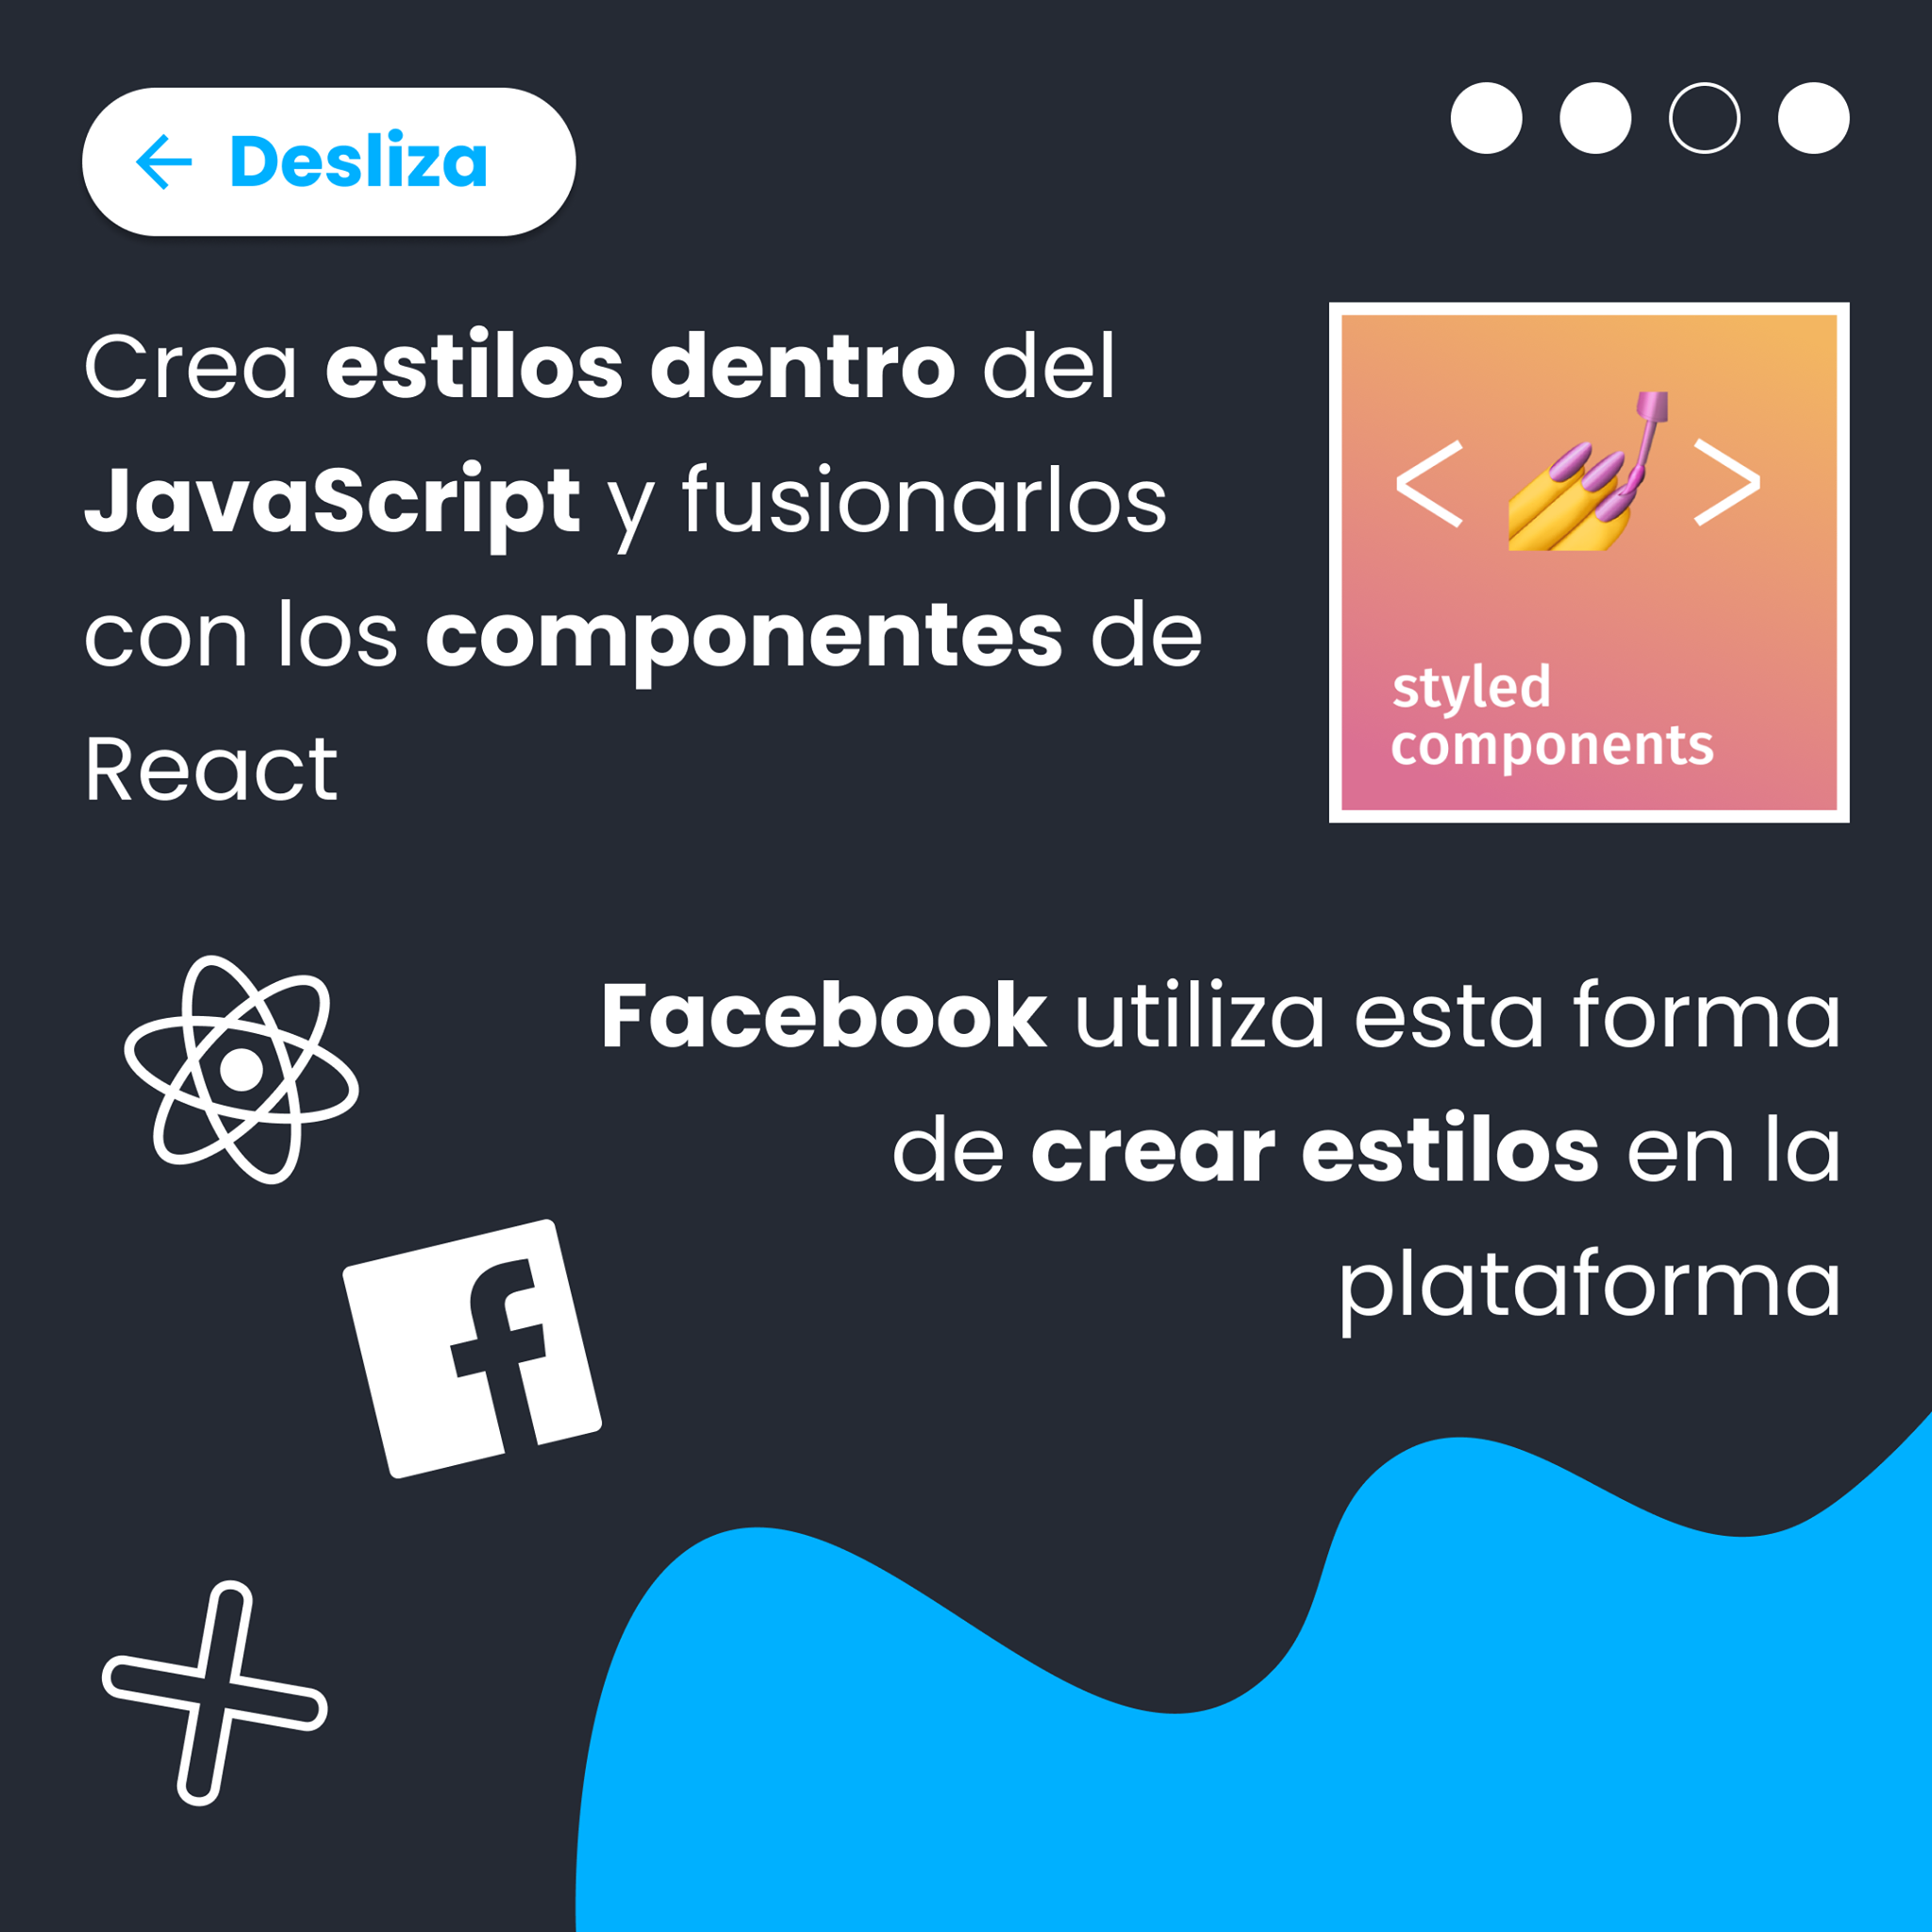 Desliza
Crea estilos dentro del
JavaScript y fusionarlos
con los componentes de
React
styled
components
Facebook utiliza esta forma
de crear estilos en la
plataforma